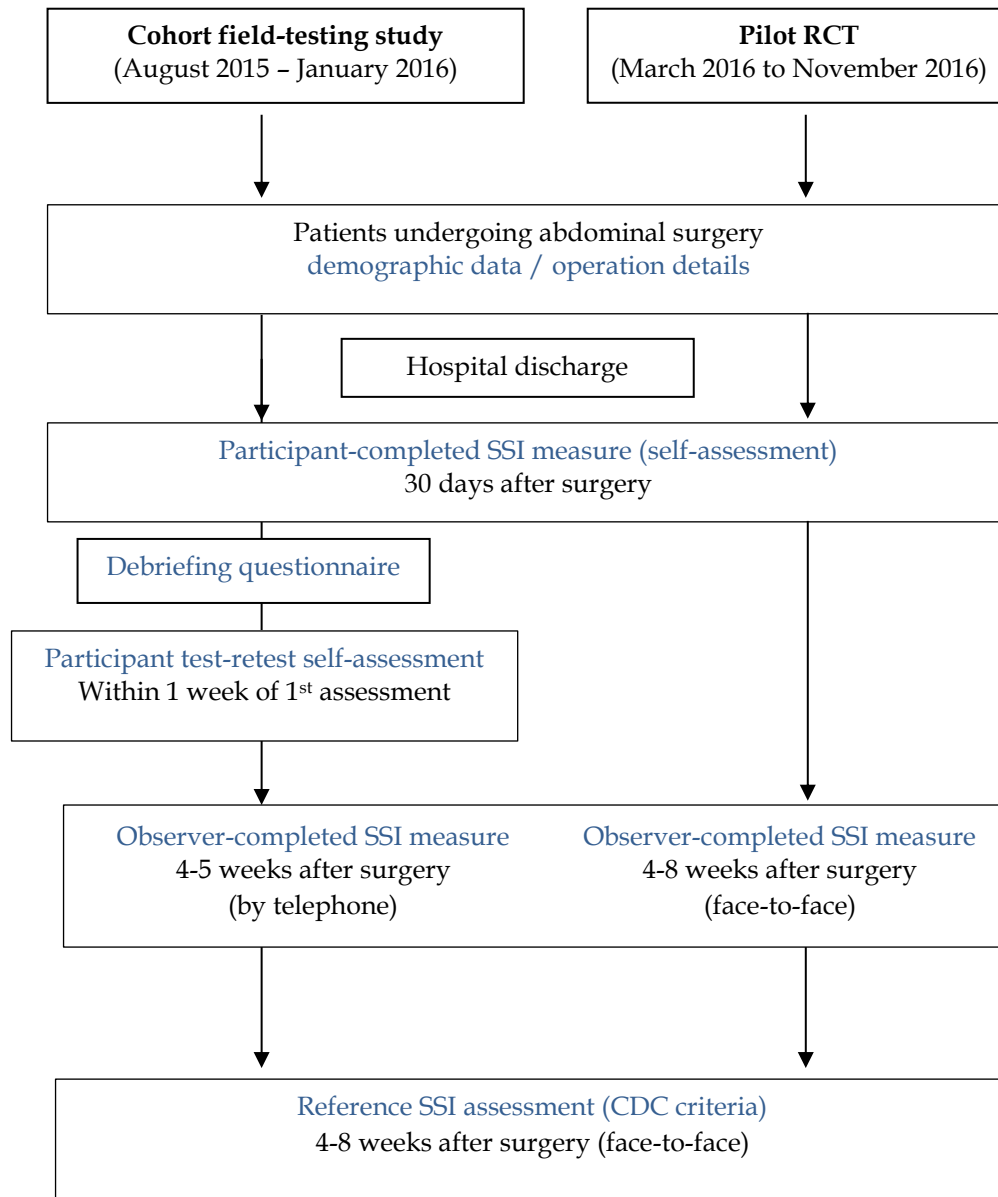 Cohort field-testing study
(August 2015 – January 2016)
Pilot RCT
(March 2016 to November 2016)
Patients undergoing abdominal surgery
demographic data / operation details
Hospital discharge
Participant-completed SSI measure (self-assessment)
30 days after surgery
Debriefing questionnaire
Participant test-retest self-assessment
Within 1 week of 1st assessment
Observer-completed SSI measure
4-5 weeks after surgery
(by telephone)
Observer-completed SSI measure
4-8 weeks after surgery
(face-to-face)
Reference SSI assessment (CDC criteria)
4-8 weeks after surgery (face-to-face)